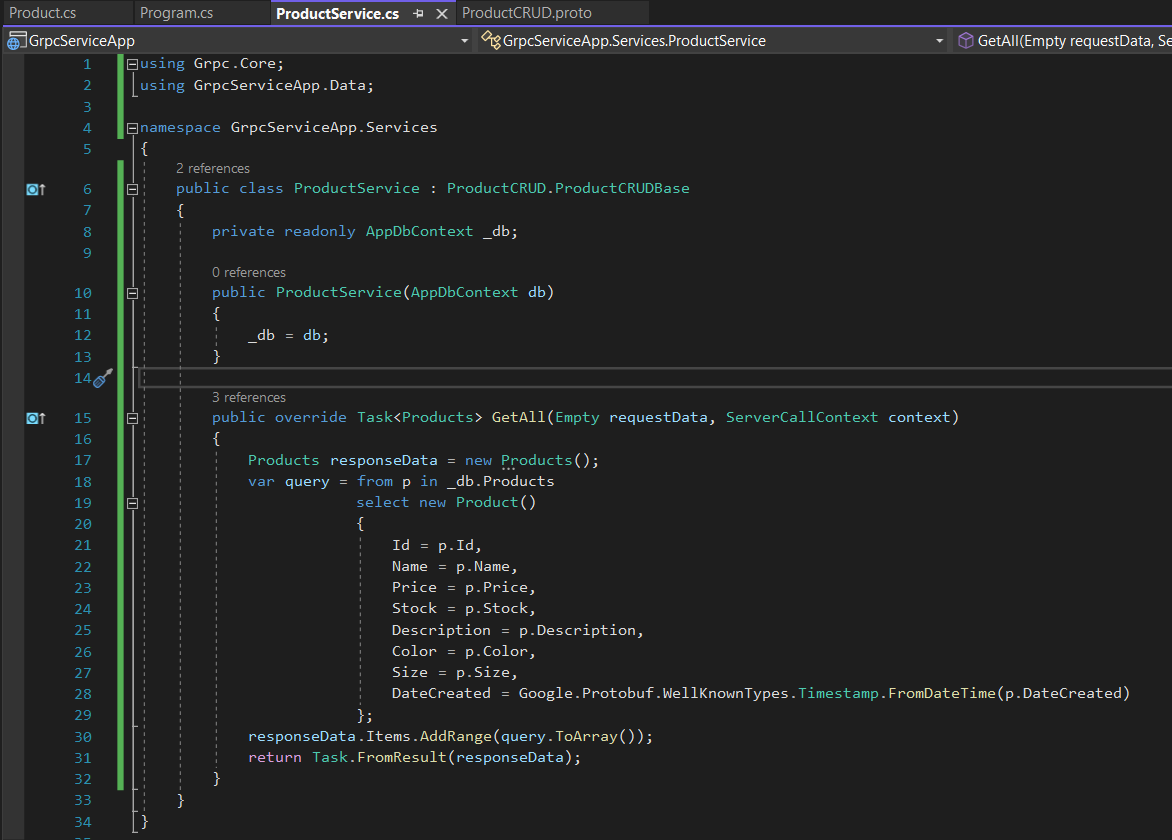 Product.cs Program.cs ProductService.cs ProductCRUD.proto
GrpcServiceApp GrpcServiceApp.Services.ProductService GetAll(Empty requestData, Se
1 using Grpc.Core;
2 using GrpcServiceApp.Data;
3
4 namespace GrpcServiceApp.Services
5 {
2 references
6 public class ProductService : ProductCRUD.ProductCRUDBase
7 {
8 private readonly AppDbContext _db;
9
0 references
10 public ProductService(AppDbContext db)
11 {
12 _db = db;
13 }
14
3 references
15 public override Task<Products> GetAll(Empty requestData, ServerCallContext context)
16 {
17 Products responseData = new Products();
18 var query = from p in _db.Products
19 select new Product()
20 {
21 Id = p.Id,
22 Name = p.Name,
23 Price = p.Price,
24 Stock = p.Stock,
25 Description = p.Description,
26 Color = p.Color,
27 Size = p.Size,
28 DateCreated = Google.Protobuf.WellKnownTypes.Timestamp.FromDateTime(p.DateCreated)
29 };
30 responseData.Items.AddRange(query.ToArray());
31 return Task.FromResult(responseData);
32 }
33 }
34 }